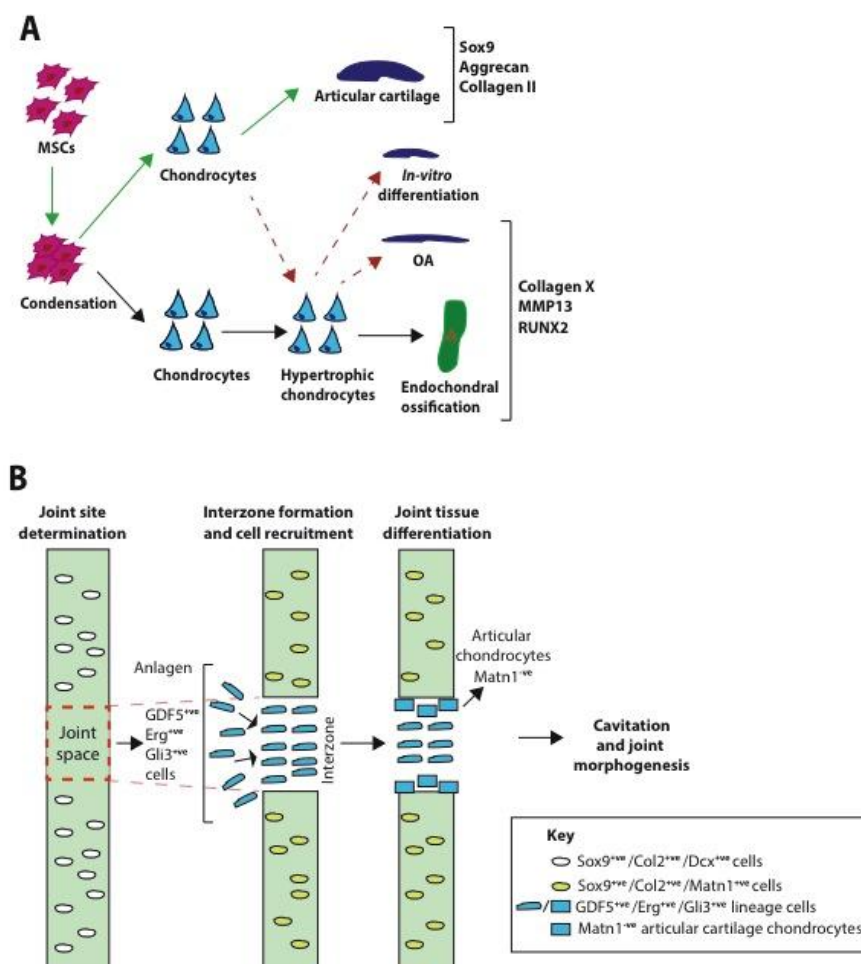 A
Sox9
Aggrecan
Collagen II
Articular cartilage
MSCs
Chondrocytes
In-vitro
differentiation
OA
Condensation
Collagen X
MMP13
RUNX2
Chondrocytes
Hypertrophic
chondrocytes
Endochondral
ossification
B
Joint site
determination
Interzone formation
and cell recruitment
Joint tissue
differentiation
Articular
chondrocytes
Matn1-ve
Anlagen
GDF5+ve
Erg+ve
Gli3+ve
cells
Joint
space
Interzone
Cavitation
and joint
morphogenesis
Key
Sox9+ve/Col2+ve/Dcx+ve cells
Sox9+ve/Col2+ve/Matn1+ve cells
/ GDF5+ve/Erg+ve/Gli3+ve lineage cells
Matn1-ve articular cartilage chondrocytes